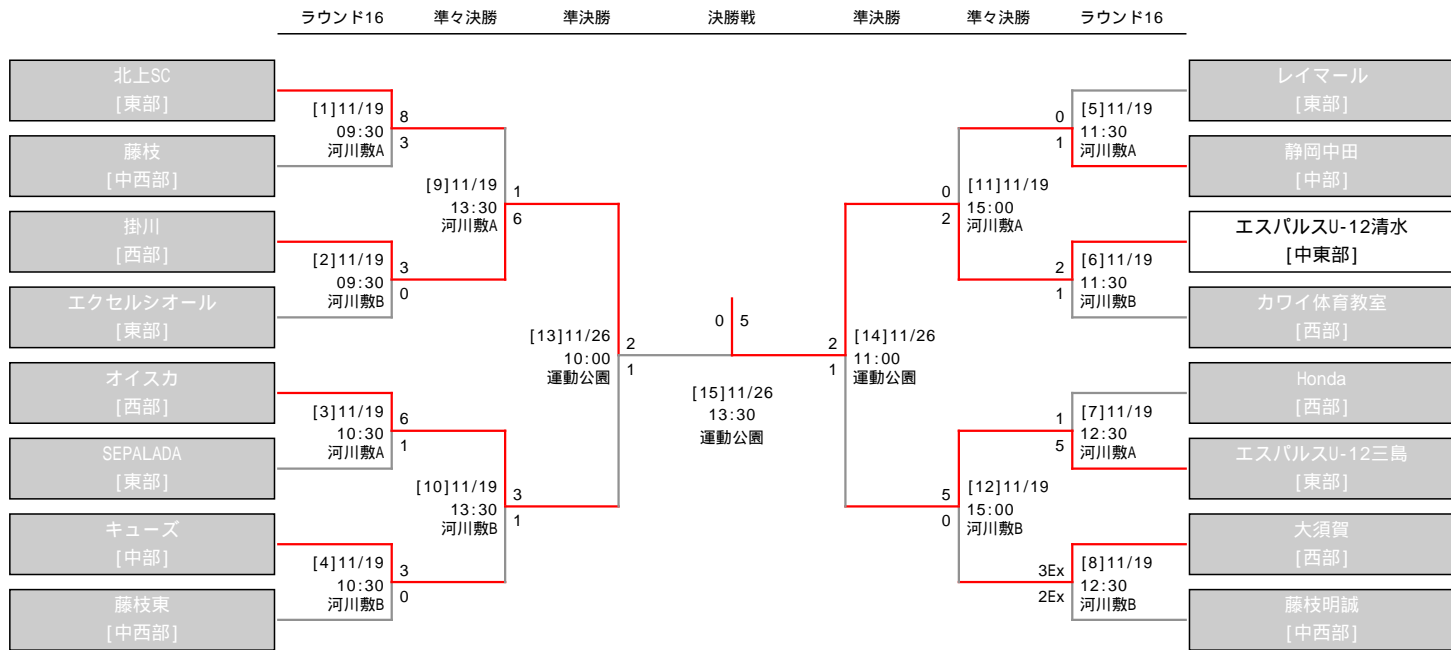 ラウンド16 準々決勝 準決勝 決勝戦 準決勝 準々決勝 ラウンド16
北上SC
[東部]
[1]11/19
09:30
河川敷A
8
3
藤枝
[中西部]
[9]11/19
13:30
河川敷A
1
6
掛川
[西部]
[2]11/19
09:30
河川敷B
3
0
エクセルシオール
[東部]
[13]11/26
10:00
運動公園
2
1
オイスカ
[西部]
[3]11/19
10:30
河川敷A
6
1
SEPALADA
[東部]
[10]11/19
13:30
河川敷B
3
1
キューズ
[中部]
[4]11/19
10:30
河川敷B
3
0
藤枝東
[中西部]
0 5
[15]11/26
13:30
運動公園
レイマール
[東部]
0
1
[5]11/19
11:30
河川敷A
静岡中田
[中部]
0
2
[11]11/19
15:00
河川敷A
エスパルスU-12清水
[中東部]
2
1
[6]11/19
11:30
河川敷B
カワイ体育教室
[西部]
2
1
[14]11/26
11:00
運動公園
Honda
[西部]
1
5
[7]11/19
12:30
河川敷A
エスパルスU-12三島
[東部]
5
0
[12]11/19
15:00
河川敷B
大須賀
[西部]
3Ex
2Ex
[8]11/19
12:30
河川敷B
藤枝明誠
[中西部]